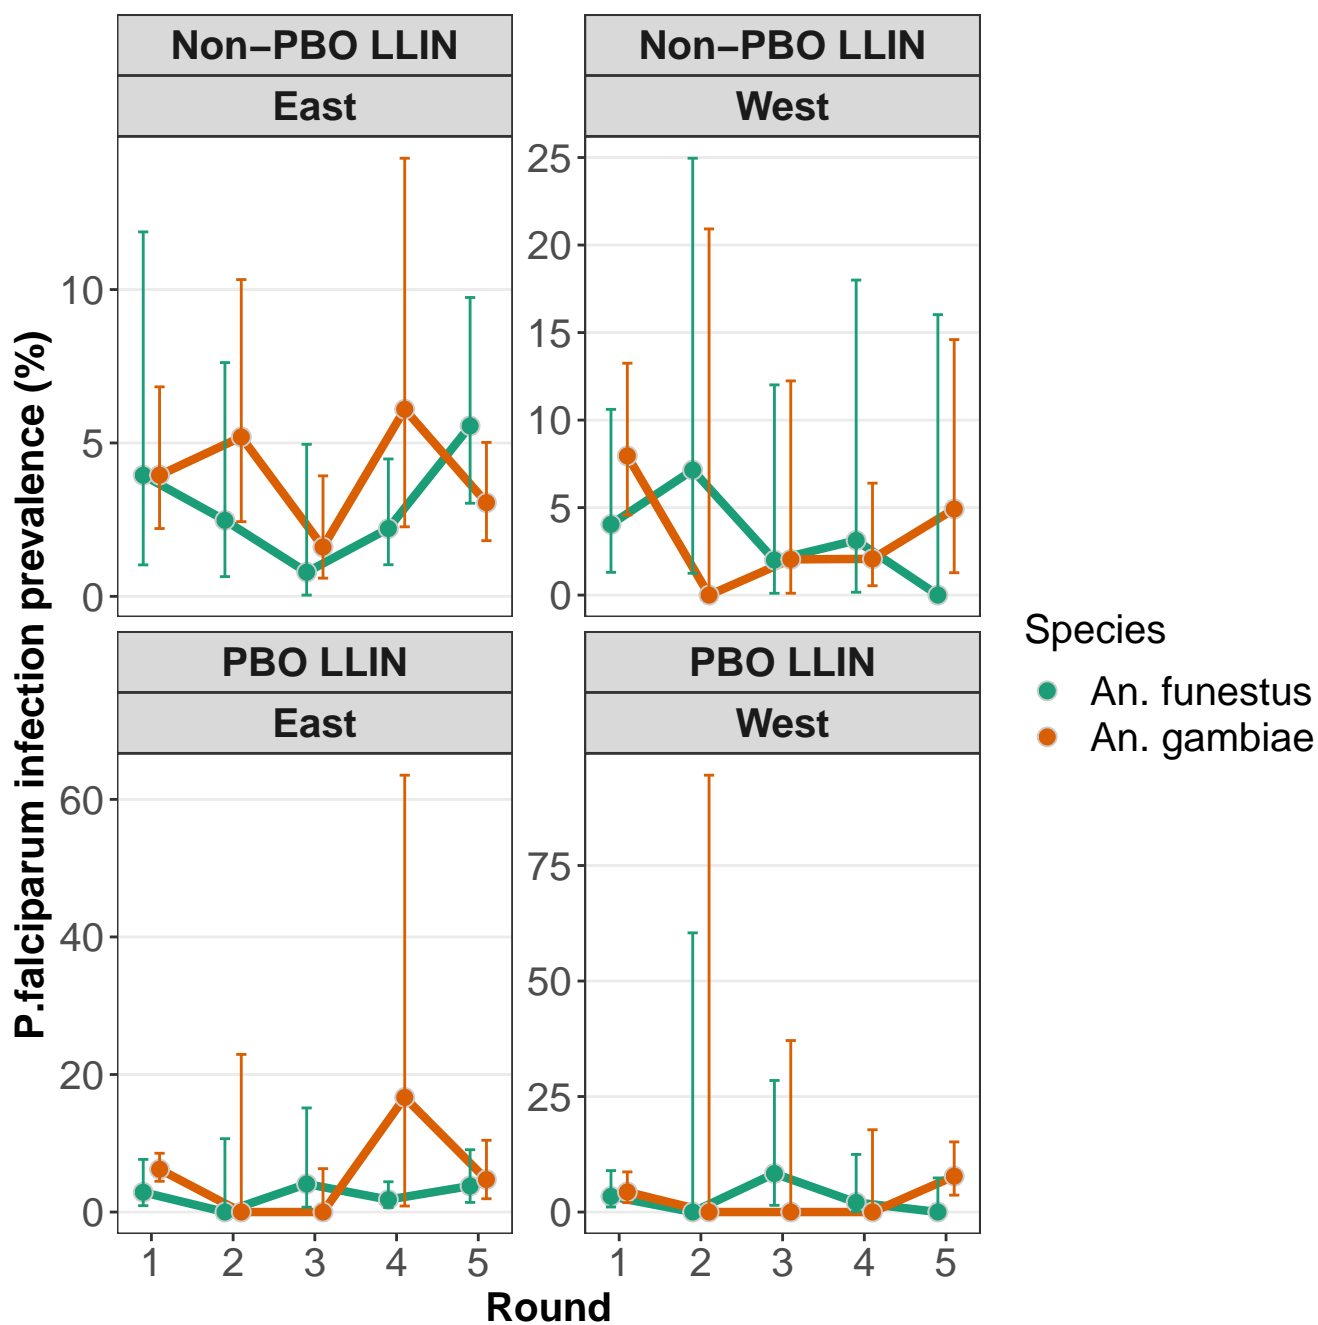 Non−PBO LLIN
Non−PBO LLIN
East
West
10
5
0
25
20
15
10
5
0
P.falciparum infection prevalence (%)
PBO LLIN
PBO LLIN
East
West
60
40
20
0
75
50
25
0
1 2 3 4 5
1 2 3 4 5
Round
Species
An. funestus
An. gambiae